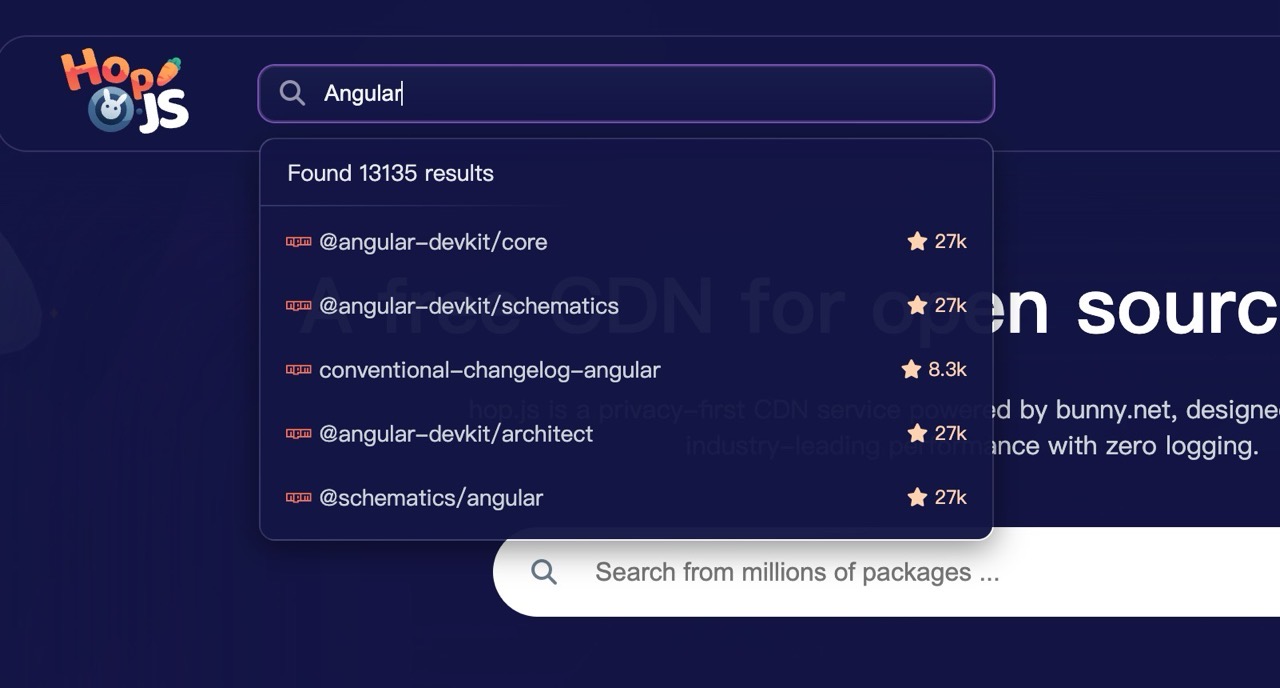 Hop
JS
Angular
Found 13135 results
npm @angular-devkit/core 27k
npm @angular-devkit/schematics 27k
npm conventional-changelog-angular 8.3k
npm @angular-devkit/architect 27k
npm @schematics/angular 27k
A free CDN for open sourc
hop.js is a privacy-first CDN service powered by bunny.net, designe
industry-leading performance with zero logging.
Search from millions of packages ...